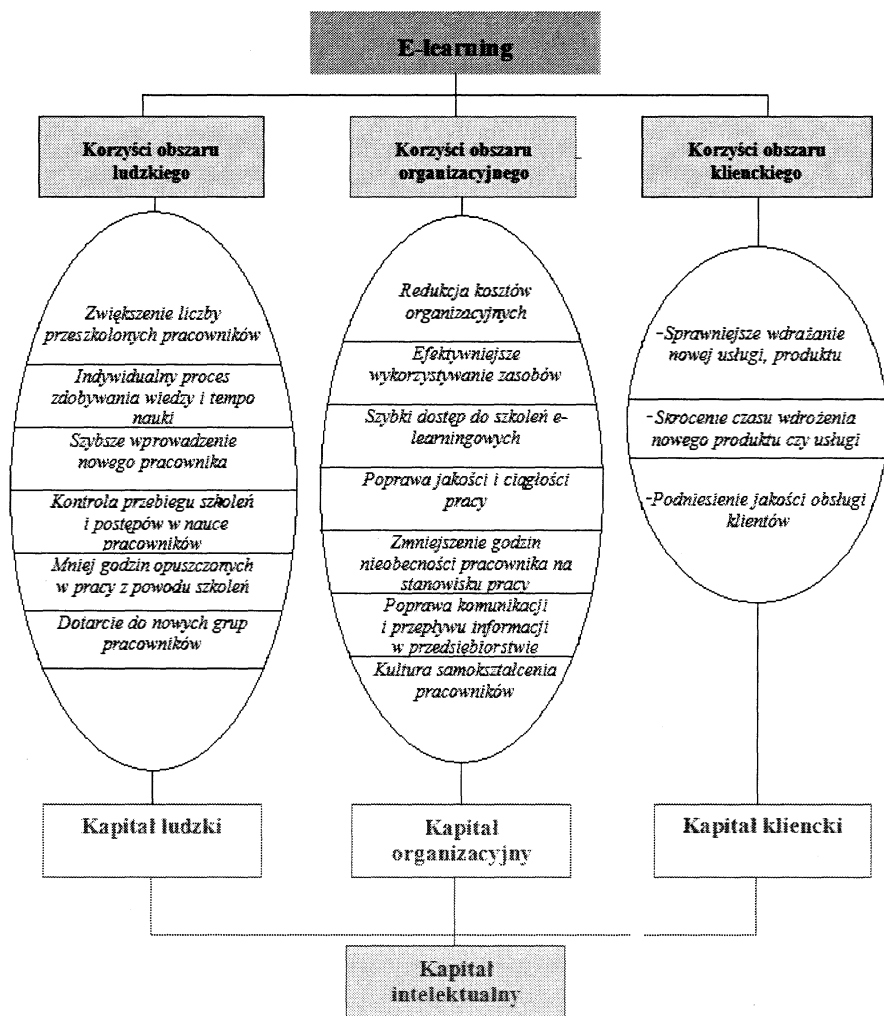 E-learning
Korzyści obszaru
ludzkiego
Korzyści obszaru
organizacyjnego
Korzyści obszaru
klienckiego
Zwiększenie liczby
przeszkolonych pracowników
Indywidualny proces
zdobywania wiedzy i tempo
nauki
Szybsze wprowadzenie
nowego pracownika
Kontrola przebiegu szkoleń
i postępów w nauce
pracowników
Mniej godzin opuszczonych
w pracy z powodu szkoleń
Dotarcie do nowych grup
pracowników
Redukcja kosztów
organizacyjnych
Efektywniejsze
wykorzystywanie zasobów
Szybki dostęp do szkoleń e-
learningowych
Poprawa jakości i ciągłości
pracy
Zmniejszenie godzin
nieobecności pracownika na
stanowisku pracy
Poprawa komunikacji
i przepływu informacji
w przedsiębiorstwie
Kultura samokształcenia
pracowników
-Sprawniejsze wdrażanie
nowej usługi, produktu
-Skrocenie czasu wdrożenia
nowego produktu czy usługi
-Podniesienie jakości obsługi
klientów
Kapitał ludzki
Kapitał
organizacyjny
Kapitał kliencki
Kapitał
intelektualny